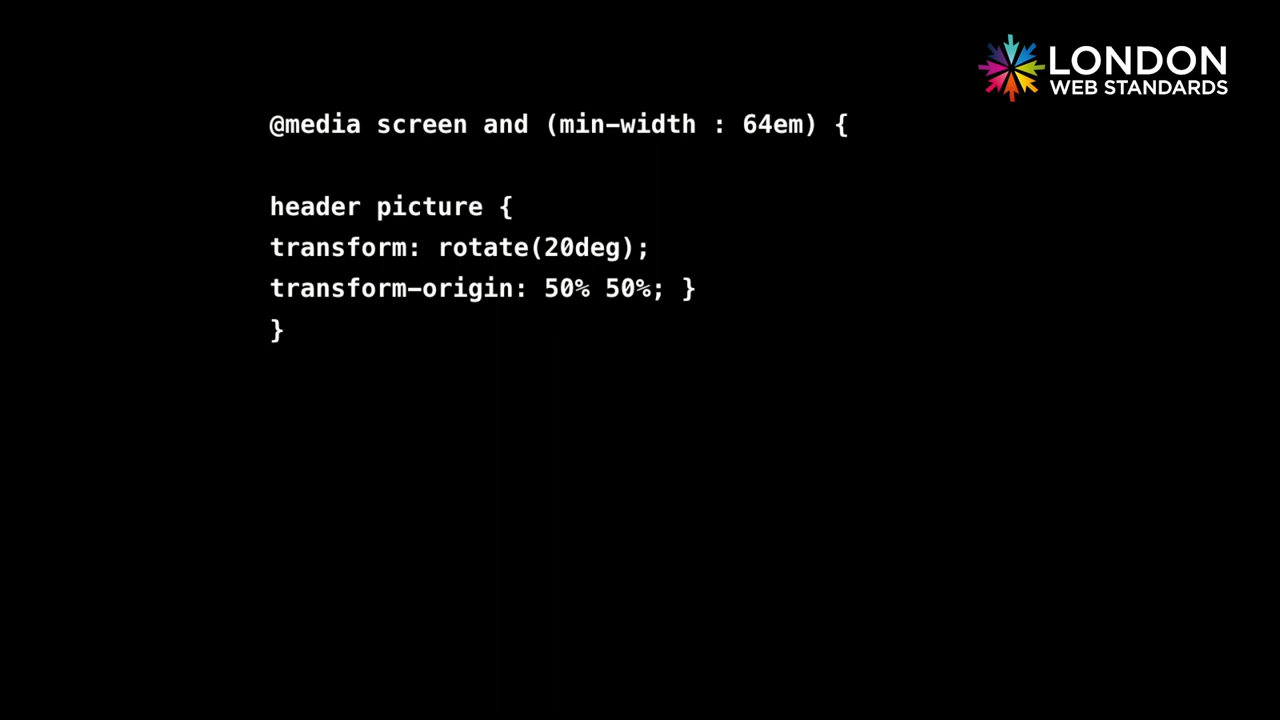 LONDON
WEB STANDARDS
@media screen and (min-width : 64em) {
header picture {
transform: rotate(20deg);
transform-origin: 50% 50%; }
}